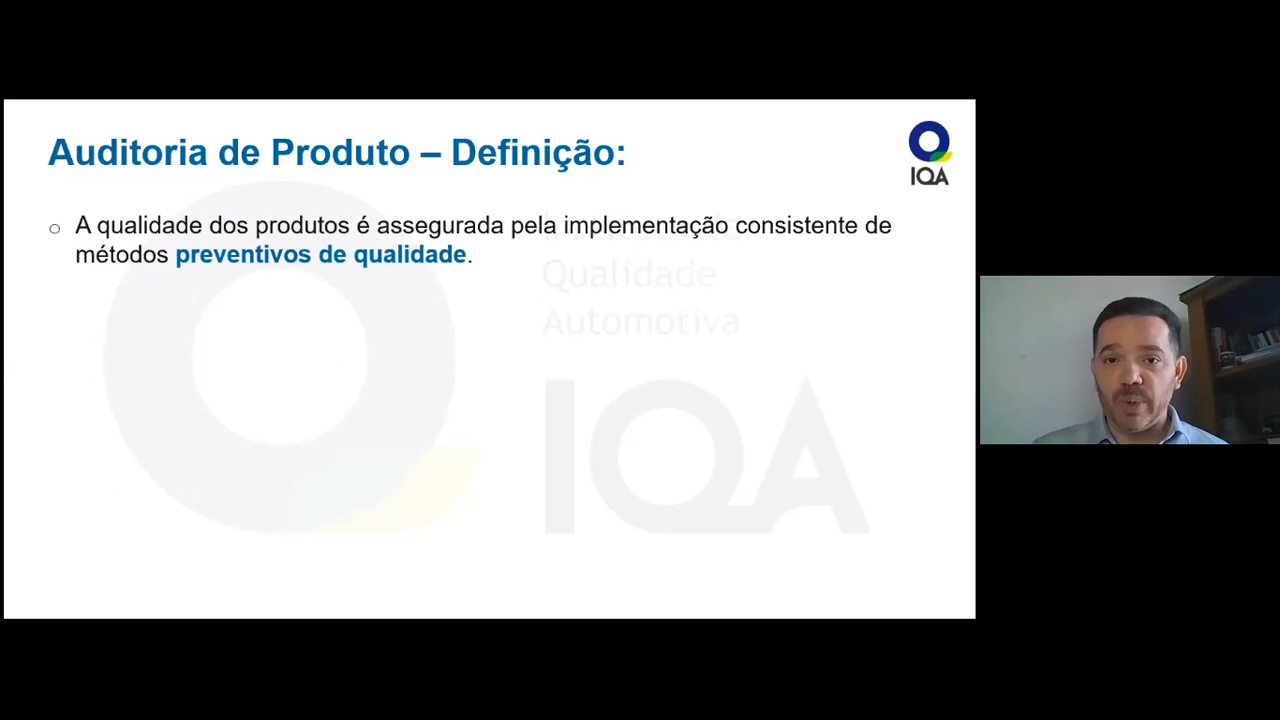 Auditoria de Produto – Definição:
IQA
o A qualidade dos produtos é assegurada pela implementação consistente de
métodos preventivos de qualidade.
Qualidade
Automotiva
IQA